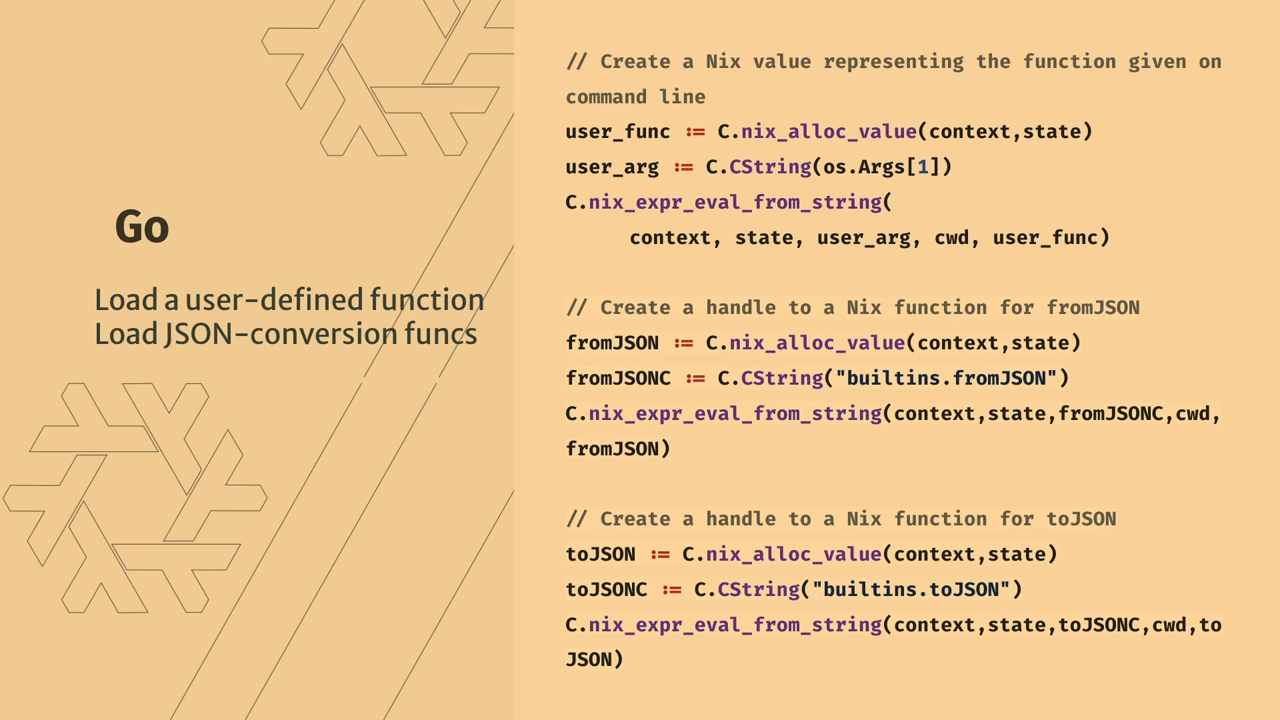 Go
Load a user-defined function
Load JSON-conversion funcs
// Create a Nix value representing the function given on
command line
user_func := C.nix_alloc_value(context,state)
user_arg := C.CString(os.Args[1])
C.nix_expr_eval_from_string(
context, state, user_arg, cwd, user_func)
// Create a handle to a Nix function for fromJSON
fromJSON := C.nix_alloc_value(context,state)
fromJSONC := C.CString("builtins.fromJSON")
C.nix_expr_eval_from_string(context,state,fromJSONC,cwd,
fromJSON)
// Create a handle to a Nix function for toJSON
toJSON := C.nix_alloc_value(context,state)
toJSONC := C.CString("builtins.toJSON")
C.nix_expr_eval_from_string(context,state,toJSONC,cwd,to
JSON)